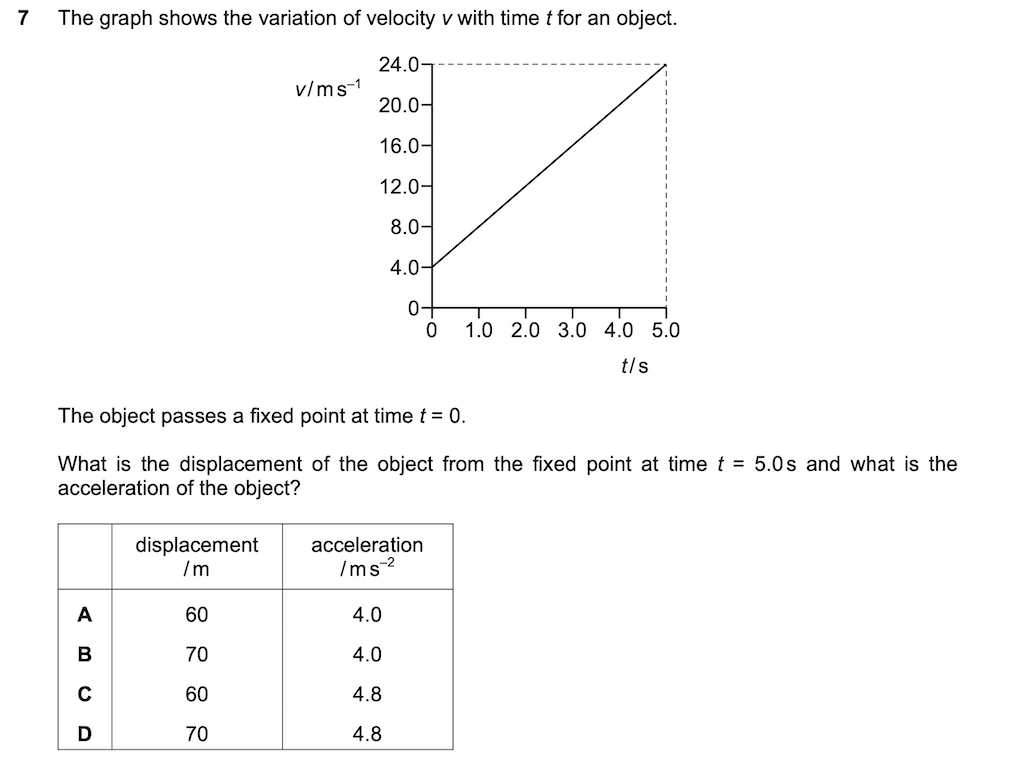 7 The graph shows the variation of velocity v with time t for an object.
24.0
v/ms⁻¹
20.0
16.0
12.0
8.0
4.0
0
0 1.0 2.0 3.0 4.0 5.0
t/s
The object passes a fixed point at time t = 0.
What is the displacement of the object from the fixed point at time t = 5.0s and what is the
acceleration of the object?
displacement acceleration
/m /ms⁻²
A 60 4.0
B 70 4.0
C 60 4.8
D 70 4.8